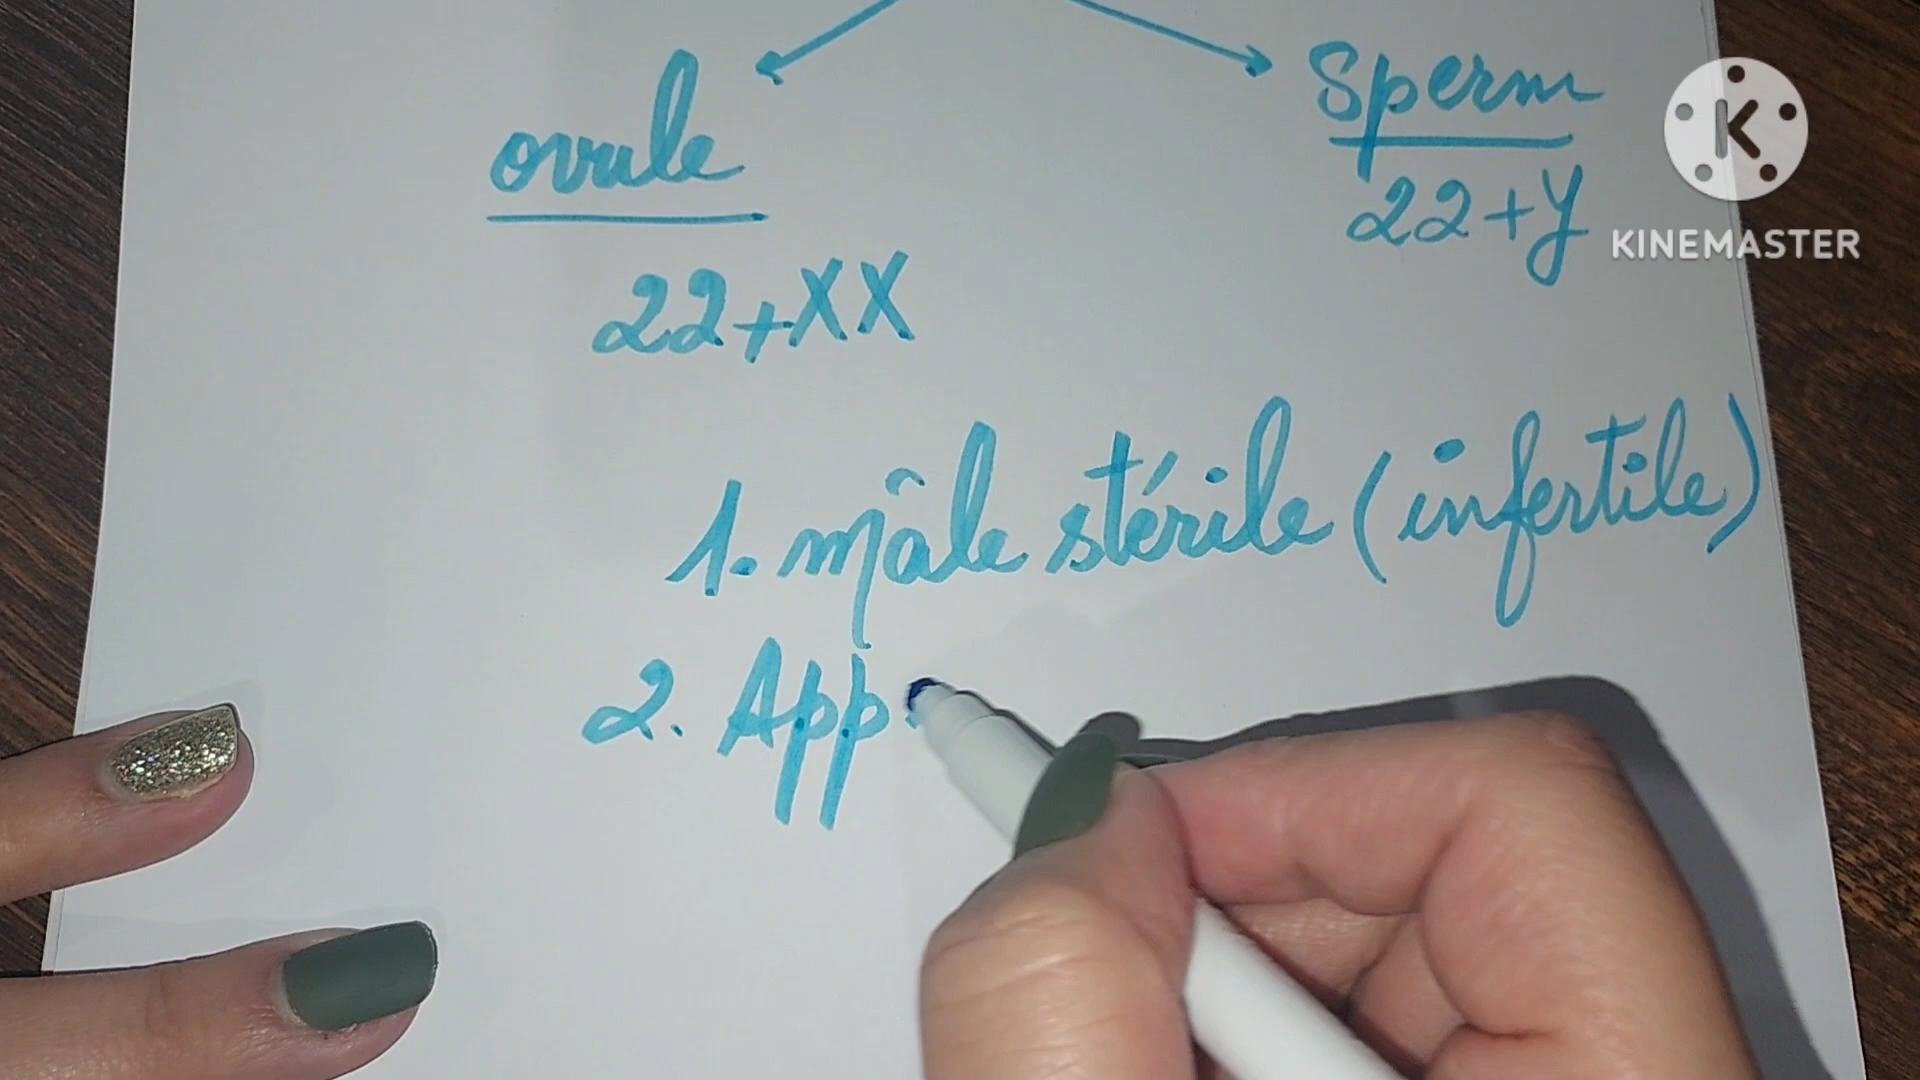 ovule
Sperm
22+XX
22+Y
1. mâle stérile (infertile)
2. App.
K
KINEMASTER